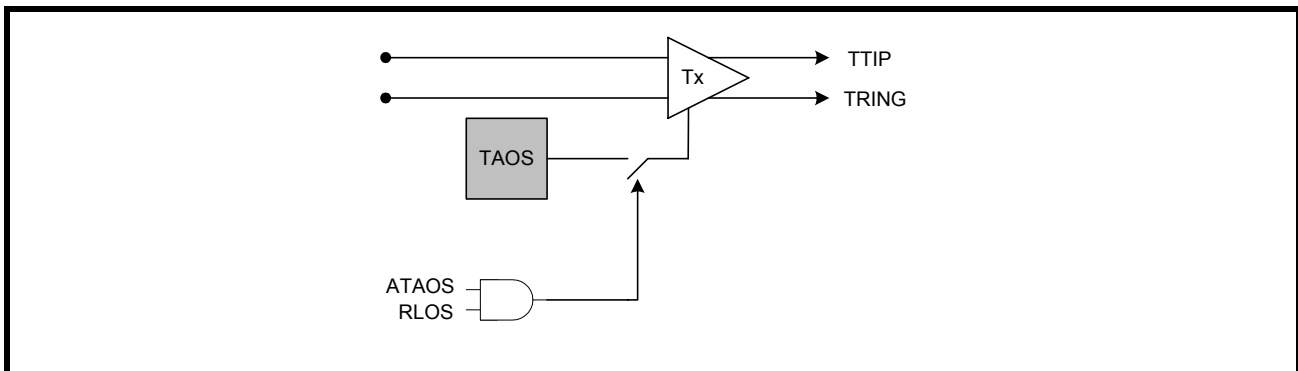 TTIP
Tx
TRING
TAOS
ATAOS
RLOS